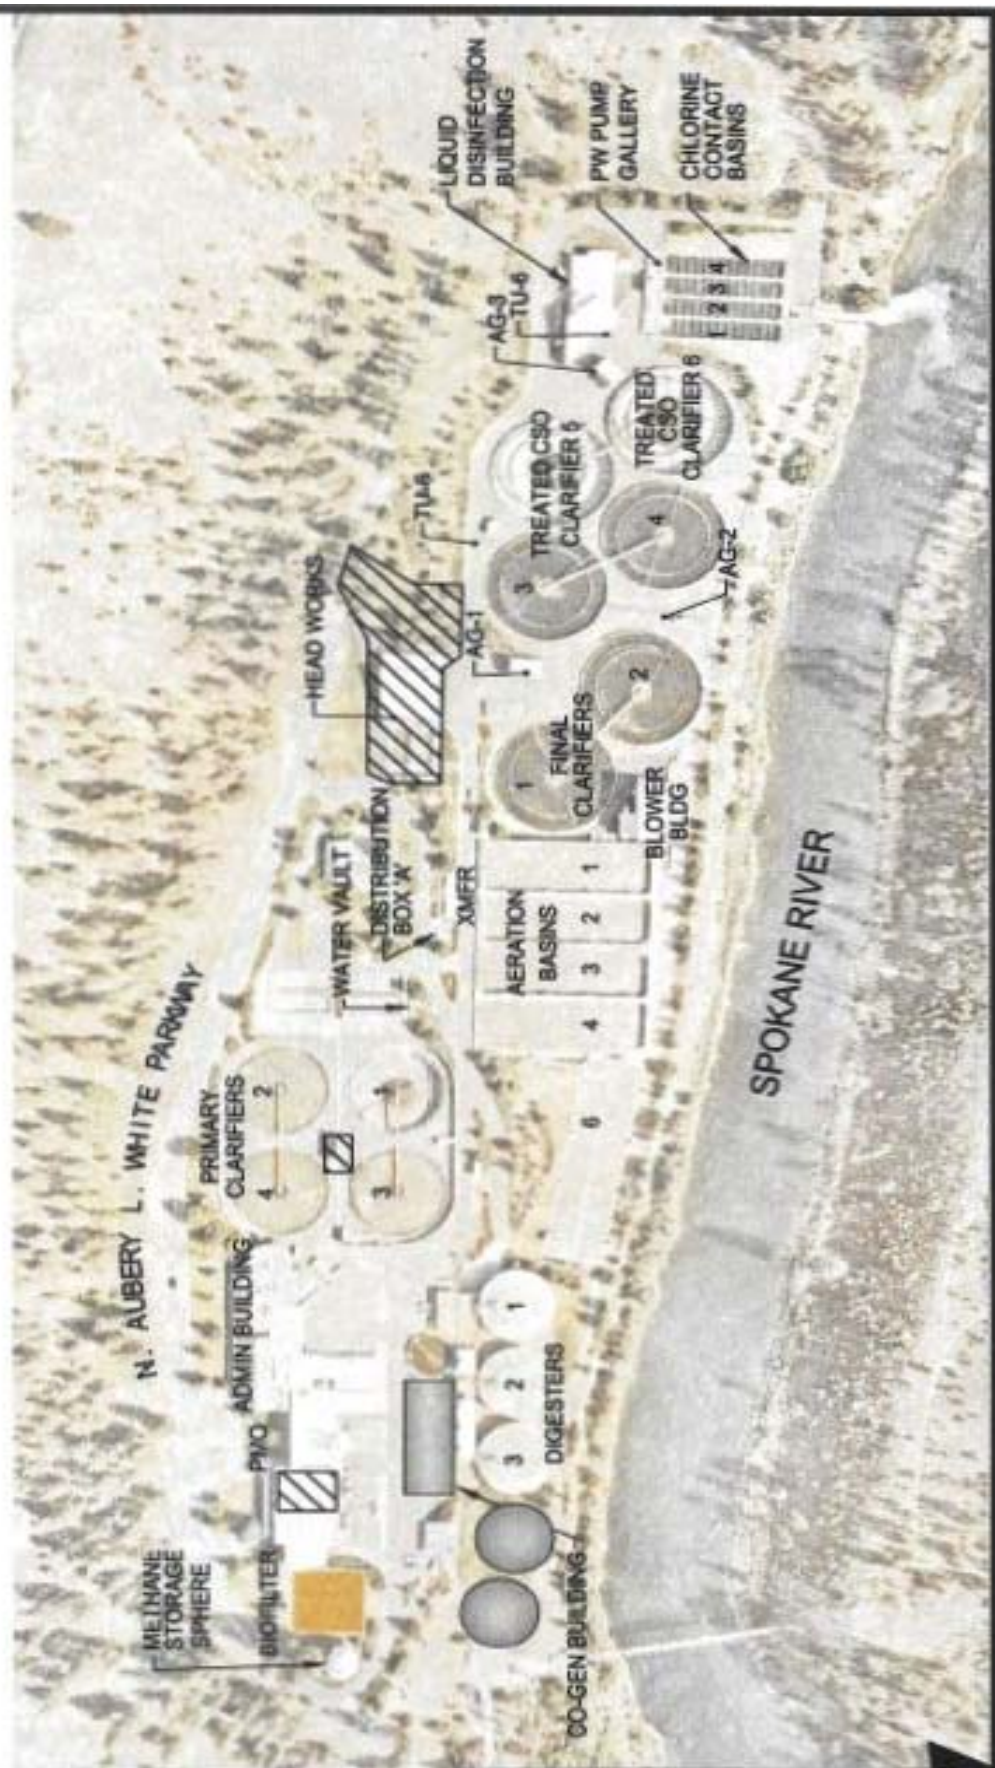 METHANE
STORAGE
SPHERE
BIOFILTER
PMO
ADMIN BUILDING
N. AUBERY L. WHITE PARKWAY
PRIMARY
CLARIFIERS
4
2
3
1
WATER VAULT
DISTRIBUTION
BOX 'A'
HEAD WORKS
XMFR
AG-1
TU-8
AG-3
TU-6
LIQUID
DISINFECTION
BUILDING
PW PUMP
GALLERY
CHLORINE
CONTACT
BASINS
1
2
3
4
TREATED CSO
CLARIFIER 5
TREATED
CSO
CLARIFIER 6
3
4
AG-2
FINAL
CLARIFIERS
1
2
BLOWER
BLDG
AERATION
BASINS
4
3
2
1
6
DIGESTERS
3
2
1
CO-GEN BUILDING
SPOKANE RIVER